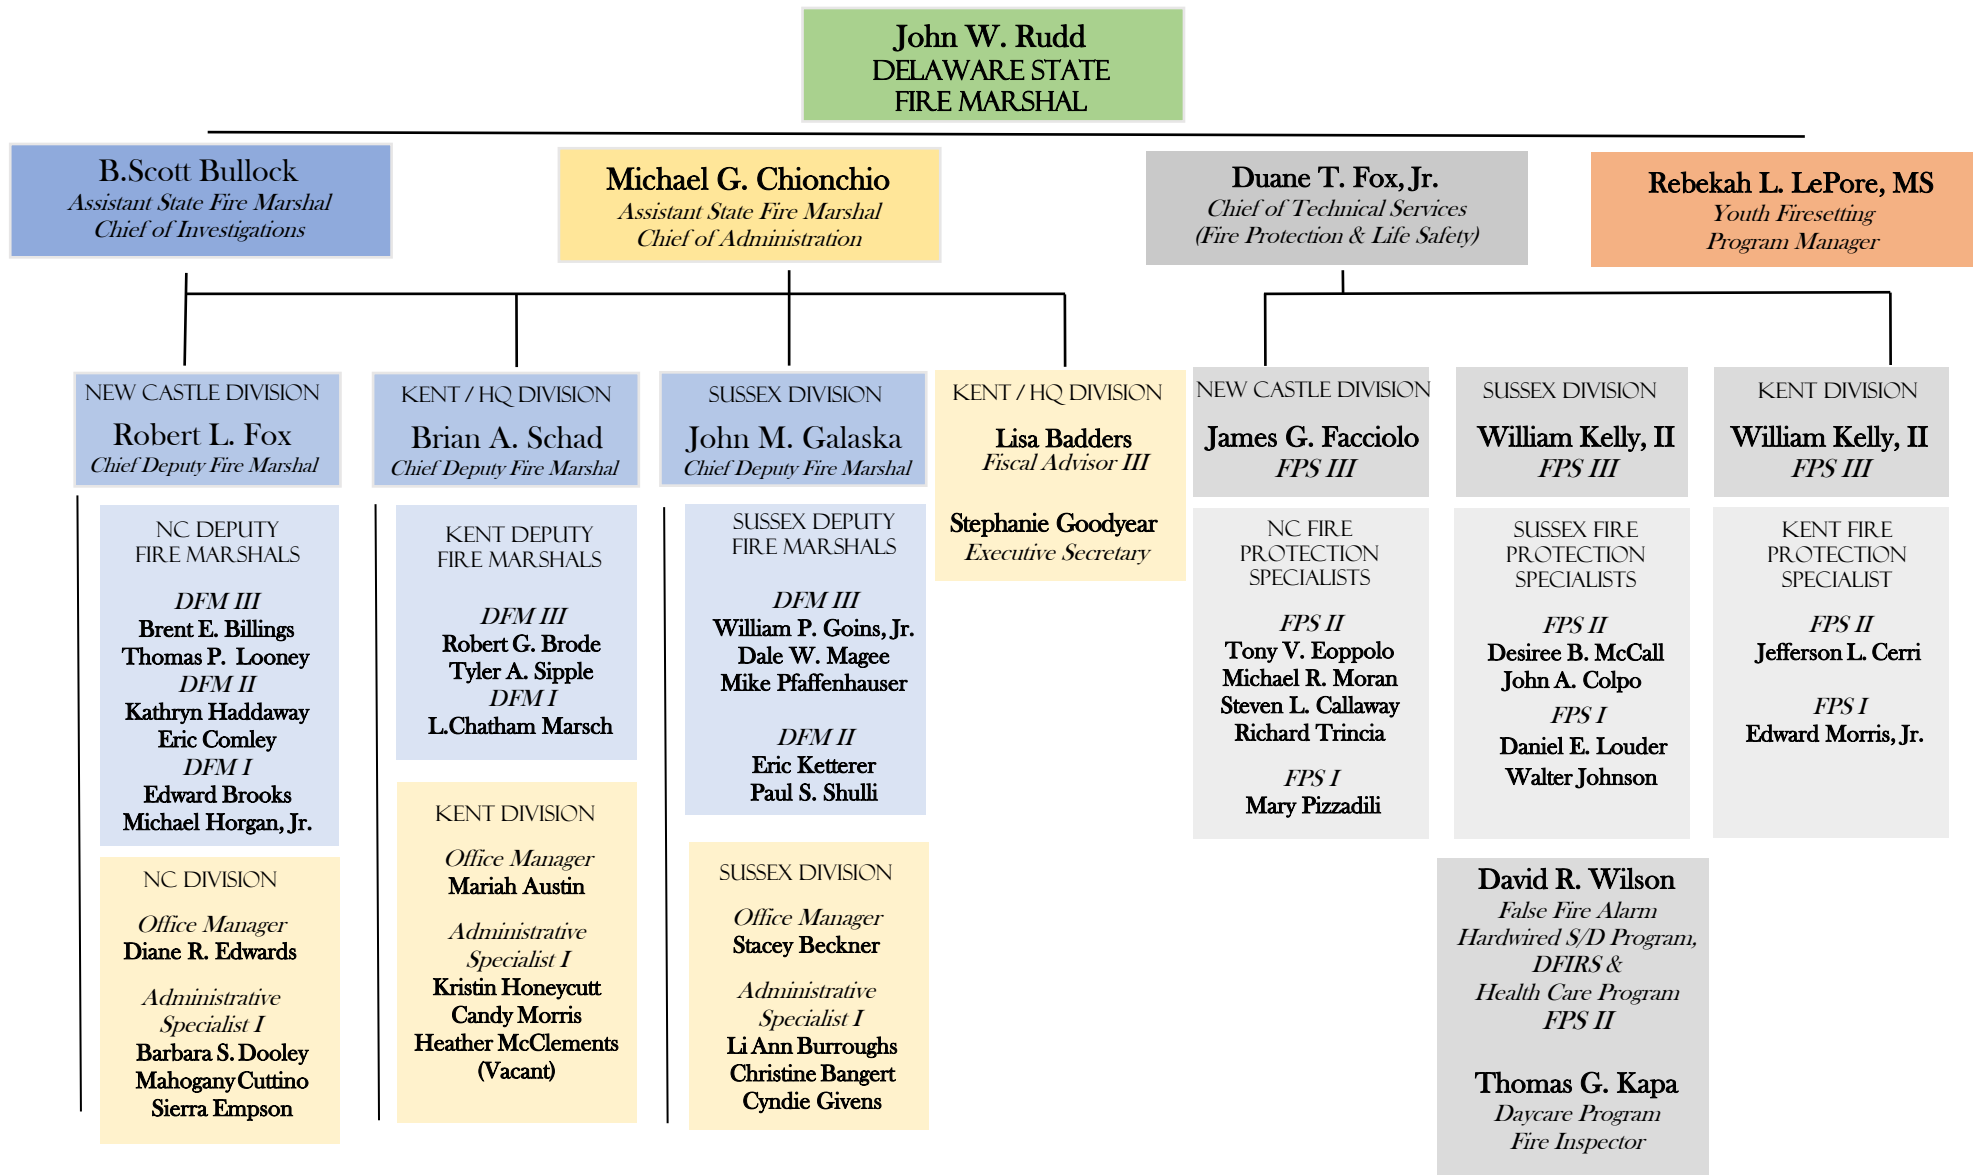 John W. Rudd
DELAWARE STATE
FIRE MARSHAL
B.Scott Bullock
Assistant State Fire Marshal
Chief of Investigations
Michael G. Chionchio
Assistant State Fire Marshal
Chief of Administration
Duane T. Fox, Jr.
Chief of Technical Services
(Fire Protection & Life Safety)
Rebekah L. LePore, MS
Youth Firesetting
Program Manager
NEW CASTLE DIVISION
Robert L. Fox
Chief Deputy Fire Marshal
KENT / HQ DIVISION
Brian A. Schad
Chief Deputy Fire Marshal
SUSSEX DIVISION
John M. Galaska
Chief Deputy Fire Marshal
KENT / HQ DIVISION
Lisa Badders
Fiscal Advisor III
Stephanie Goodyear
Executive Secretary
NEW CASTLE DIVISION
James G. Facciolo
FPS III
SUSSEX DIVISION
William Kelly, II
FPS III
KENT DIVISION
William Kelly, II
FPS III
NC DEPUTY
FIRE MARSHALS
DFM III
Brent E. Billings
Thomas P. Looney
DFM II
Kathryn Haddaway
Eric Comley
DFM I
Edward Brooks
Michael Horgan, Jr.
KENT DEPUTY
FIRE MARSHALS
DFM III
Robert G. Brode
Tyler A. Sipple
DFM I
L.Chatham Marsch
SUSSEX DEPUTY
FIRE MARSHALS
DFM III
William P. Goins, Jr.
Dale W. Magee
Mike Pfaffenhauser
DFM II
Eric Ketterer
Paul S. Shulli
NC FIRE
PROTECTION
SPECIALISTS
FPS II
Tony V. Eoppolo
Michael R. Moran
Steven L. Callaway
Richard Trincia
FPS I
Mary Pizzadili
SUSSEX FIRE
PROTECTION
SPECIALISTS
FPS II
Desiree B. McCall
John A. Colpo
FPS I
Daniel E. Louder
Walter Johnson
KENT FIRE
PROTECTION
SPECIALIST
FPS II
Jefferson L. Cerri
FPS I
Edward Morris, Jr.
NC DIVISION
Office Manager
Diane R. Edwards
Administrative
Specialist I
Barbara S. Dooley
Mahogany Cuttino
Sierra Empson
KENT DIVISION
Office Manager
Mariah Austin
Administrative
Specialist I
Kristin Honeycutt
Candy Morris
Heather McClements
(Vacant)
SUSSEX DIVISION
Office Manager
Stacey Beckner
Administrative
Specialist I
Li Ann Burroughs
Christine Bangert
Cyndie Givens
David R. Wilson
False Fire Alarm
Hardwired S/D Program,
DFIRS &
Health Care Program
FPS II
Thomas G. Kapa
Daycare Program
Fire Inspector